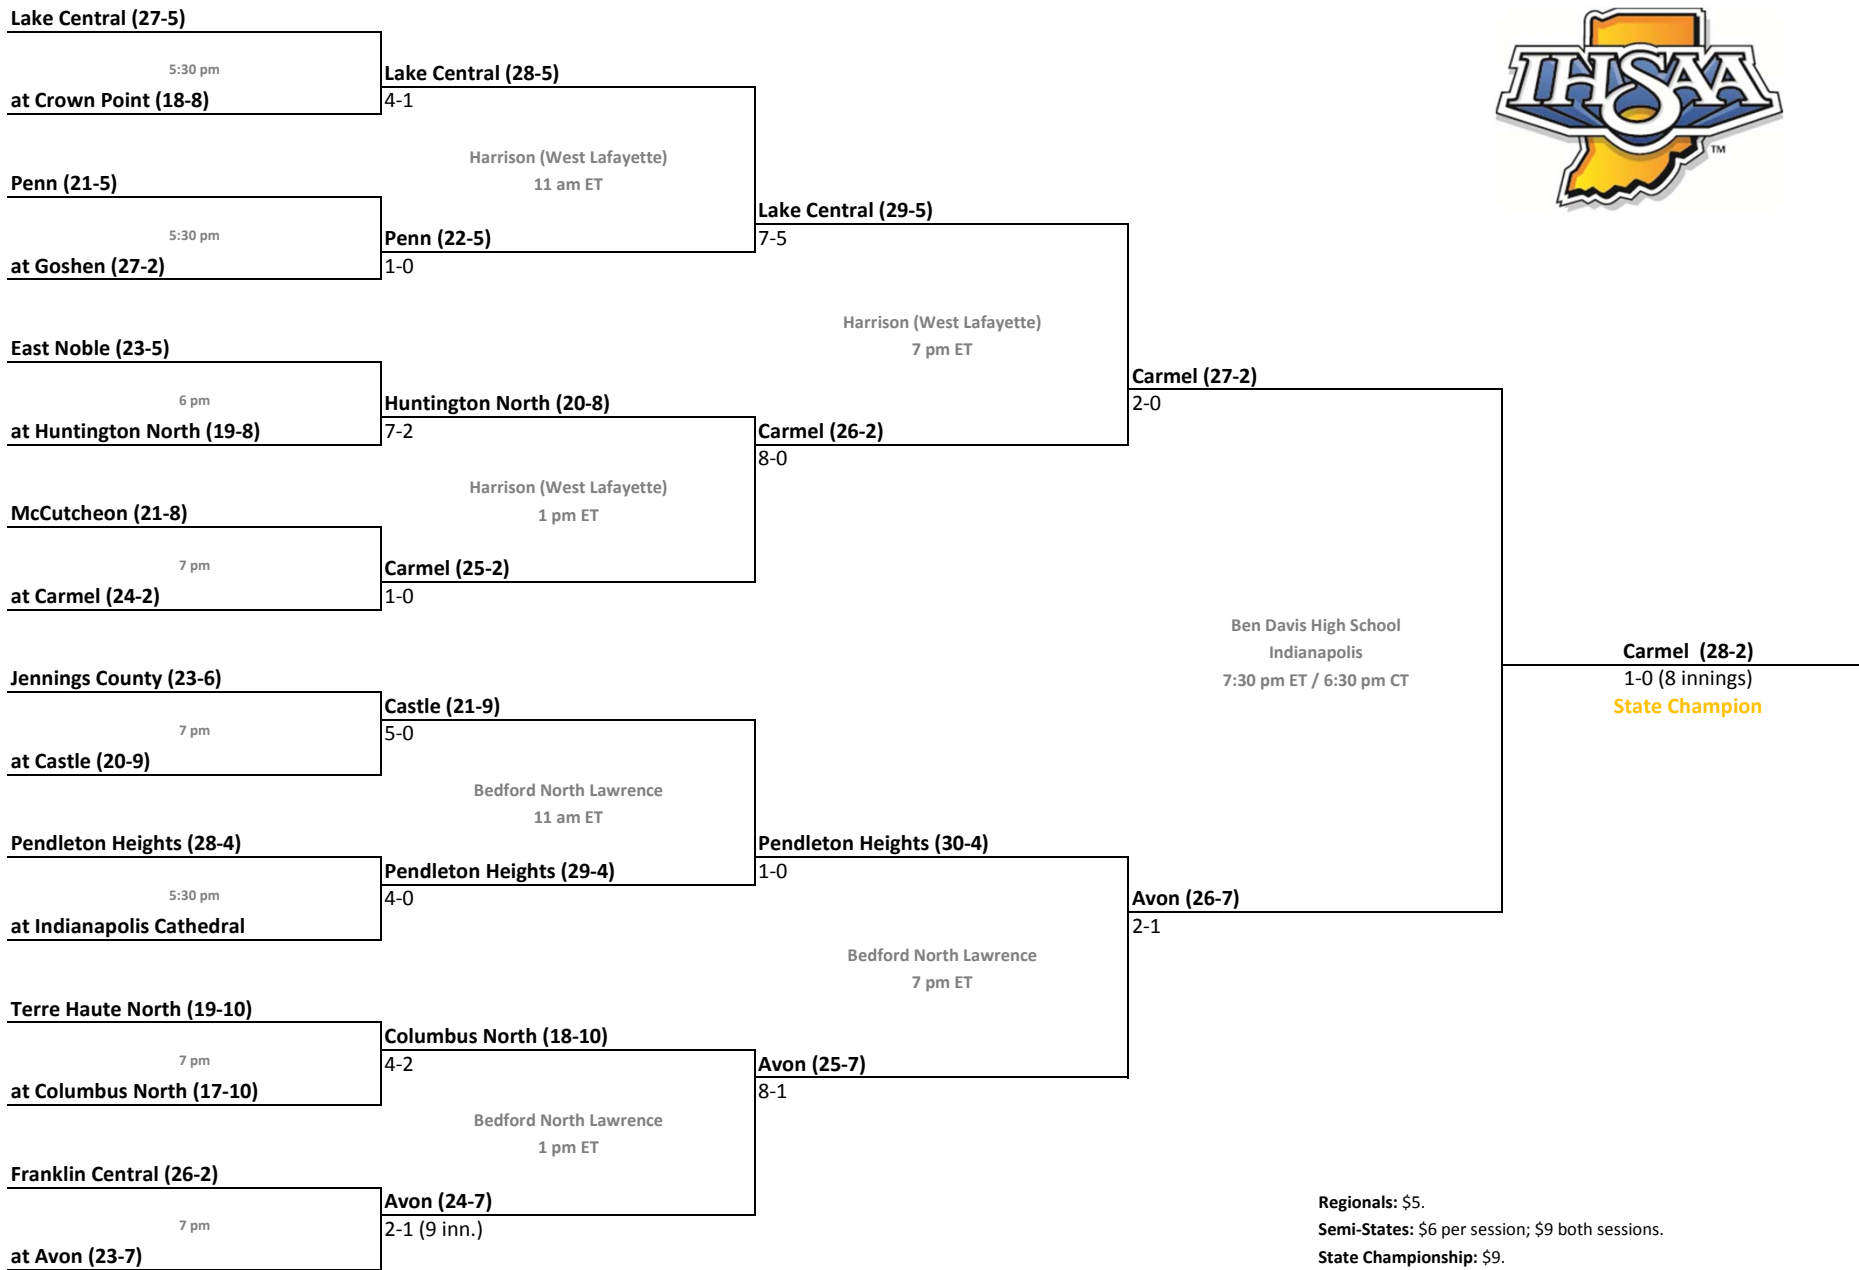 Lake Central (27-5)
5:30 pm
at Crown Point (18-8)
Penn (21-5)
5:30 pm
at Goshen (27-2)
East Noble (23-5)
6 pm
at Huntington North (19-8)
McCutcheon (21-8)
7 pm
at Carmel (24-2)
Jennings County (23-6)
7 pm
at Castle (20-9)
Pendleton Heights (28-4)
5:30 pm
at Indianapolis Cathedral
Terre Haute North (19-10)
7 pm
at Columbus North (17-10)
Franklin Central (26-2)
7 pm
at Avon (23-7)
Lake Central (28-5)
4-1
Harrison (West Lafayette)
11 am ET
Penn (22-5)
1-0
Huntington North (20-8)
7-2
Harrison (West Lafayette)
1 pm ET
Carmel (25-2)
1-0
Castle (21-9)
5-0
Bedford North Lawrence
11 am ET
Pendleton Heights (29-4)
4-0
Columbus North (18-10)
4-2
Bedford North Lawrence
1 pm ET
Avon (24-7)
2-1 (9 inn.)
Lake Central (29-5)
7-5
Harrison (West Lafayette)
7 pm ET
Carmel (26-2)
8-0
Pendleton Heights (30-4)
1-0
Bedford North Lawrence
7 pm ET
Avon (25-7)
8-1
Carmel (27-2)
2-0
Ben Davis High School
Indianapolis
7:30 pm ET / 6:30 pm CT
Avon (26-7)
2-1
IHSAA
TM
Carmel (28-2)
1-0 (8 innings)
State Champion
Regionals: $5.
Semi-States: $6 per session; $9 both sessions.
State Championship: $9.